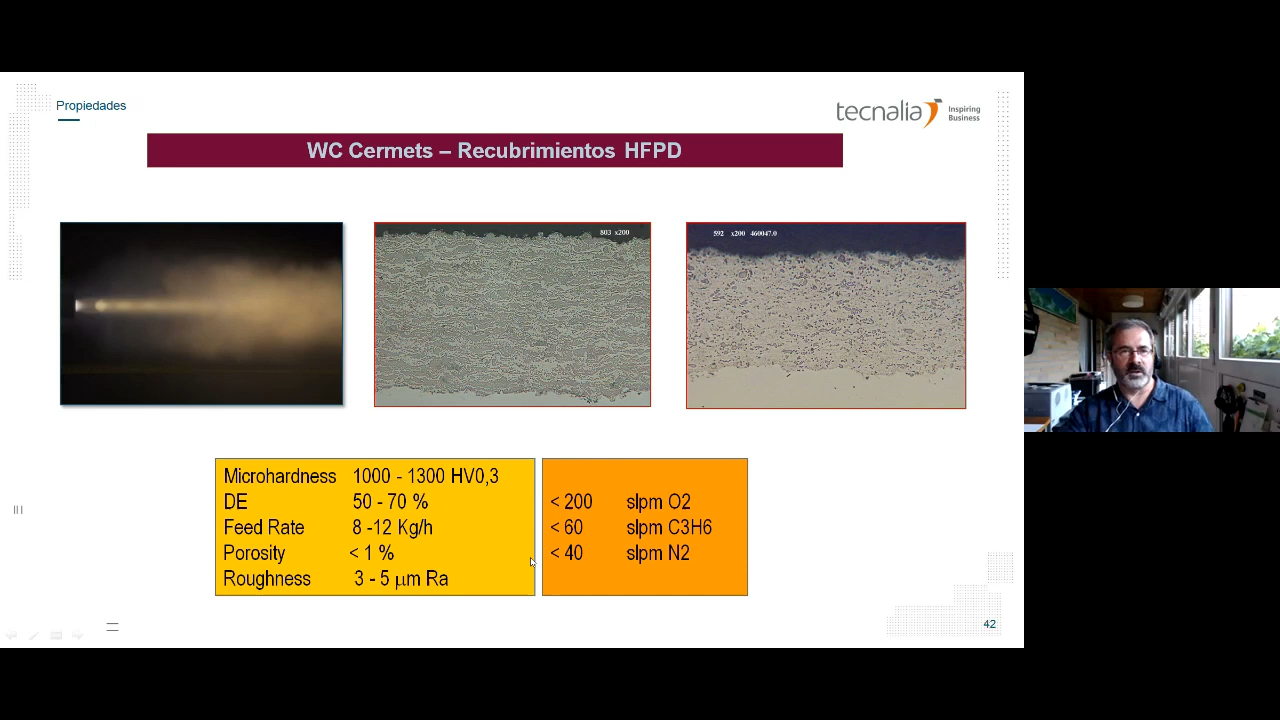 Propiedades
tecnalia Inspiring Business
WC Cermets – Recubrimientos HFPD
803 x200
592 x200 460047.0
Microhardness 1000 - 1300 HV0,3
DE 50 - 70 %
Feed Rate 8 -12 Kg/h
Porosity < 1 %
Roughness 3 - 5 μm Ra
< 200 slpm O2
< 60 slpm C3H6
< 40 slpm N2
42